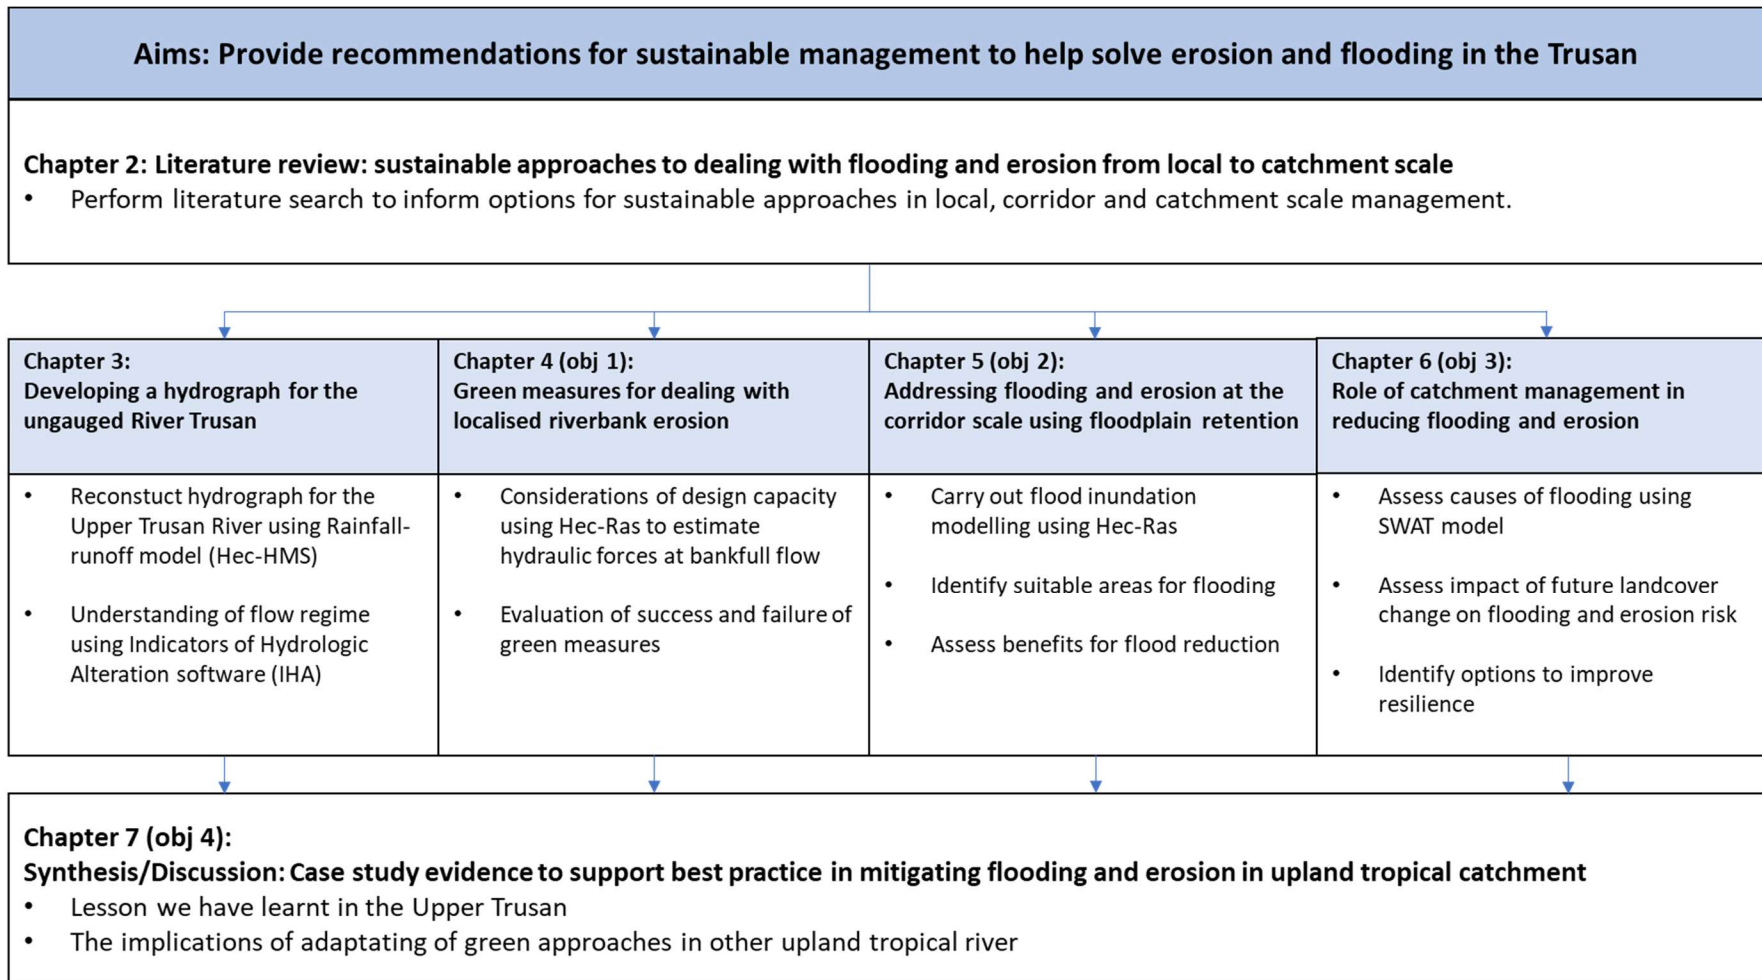 Aims: Provide recommendations for sustainable management to help solve erosion and flooding in the Trusan
Chapter 2: Literature review: sustainable approaches to dealing with flooding and erosion from local to catchment scale
• Perform literature search to inform options for sustainable approaches in local, corridor and catchment scale management.
Chapter 3:
Developing a hydrograph for the
ungauged River Trusan
• Reconstuct hydrograph for the
Upper Trusan River using Rainfall-
runoff model (Hec-HMS)
• Understanding of flow regime
using Indicators of Hydrologic
Alteration software (IHA)
Chapter 4 (obj 1):
Green measures for dealing with
localised riverbank erosion
• Considerations of design capacity
using Hec-Ras to estimate
hydraulic forces at bankfull flow
• Evaluation of success and failure of
green measures
Chapter 5 (obj 2):
Addressing flooding and erosion at the
corridor scale using floodplain retention
• Carry out flood inundation
modelling using Hec-Ras
• Identify suitable areas for flooding
• Assess benefits for flood reduction
Chapter 6 (obj 3):
Role of catchment management in
reducing flooding and erosion
• Assess causes of flooding using
SWAT model
• Assess impact of future landcover
change on flooding and erosion risk
• Identify options to improve
resilience
Chapter 7 (obj 4):
Synthesis/Discussion: Case study evidence to support best practice in mitigating flooding and erosion in upland tropical catchment
• Lesson we have learnt in the Upper Trusan
• The implications of adaptating of green approaches in other upland tropical river